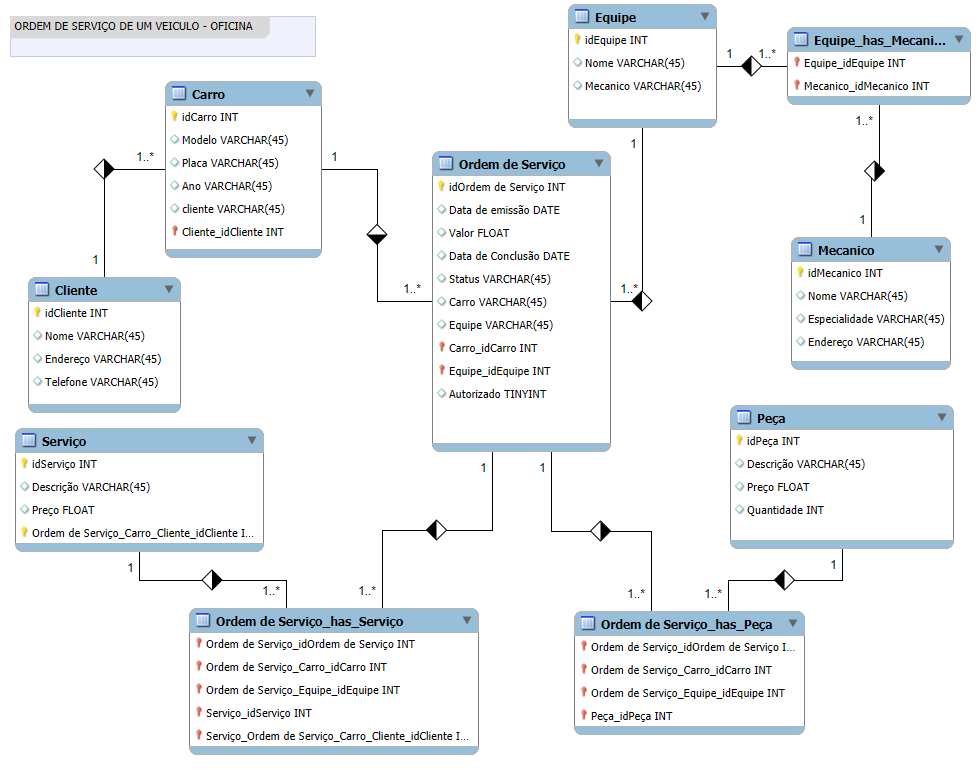 ORDEM DE SERVIÇO DE UM VEICULO - OFICINA
Equipe
idEquipe INT
Nome VARCHAR(45)
Mecanico VARCHAR(45)
1
1..*
Equipe_has_Mecani...
Equipe_idEquipe INT
Mecanico_idMecanico INT
1..*
1
Carro
idCarro INT
Modelo VARCHAR(45)
Placa VARCHAR(45)
Ano VARCHAR(45)
cliente VARCHAR(45)
Cliente_idCliente INT
1..*
1
1
1..*
Ordem de Serviço
idOrdem de Serviço INT
Data de emissão DATE
Valor FLOAT
Data de Conclusão DATE
Status VARCHAR(45)
Carro VARCHAR(45)
Equipe VARCHAR(45)
Carro_idCarro INT
Equipe_idEquipe INT
Autorizado TINYINT
1
1..*
Mecanico
idMecanico INT
Nome VARCHAR(45)
Especialidade VARCHAR(45)
Endereço VARCHAR(45)
Cliente
idCliente INT
Nome VARCHAR(45)
Endereço VARCHAR(45)
Telefone VARCHAR(45)
Serviço
idServiço INT
Descrição VARCHAR(45)
Preço FLOAT
Ordem de Serviço_Carro_Cliente_idCliente I...
Peça
idPeça INT
Descrição VARCHAR(45)
Preço FLOAT
Quantidade INT
1
1
1
1..*
1..*
1..*
1..*
1
Ordem de Serviço_has_Serviço
Ordem de Serviço_idOrdem de Serviço INT
Ordem de Serviço_Carro_idCarro INT
Ordem de Serviço_Equipe_idEquipe INT
Serviço_idServiço INT
Serviço_Ordem de Serviço_Carro_Cliente_idCliente I...
Ordem de Serviço_has_Peça
Ordem de Serviço_idOrdem de Serviço I...
Ordem de Serviço_Carro_idCarro INT
Ordem de Serviço_Equipe_idEquipe INT
Peça_idPeça INT